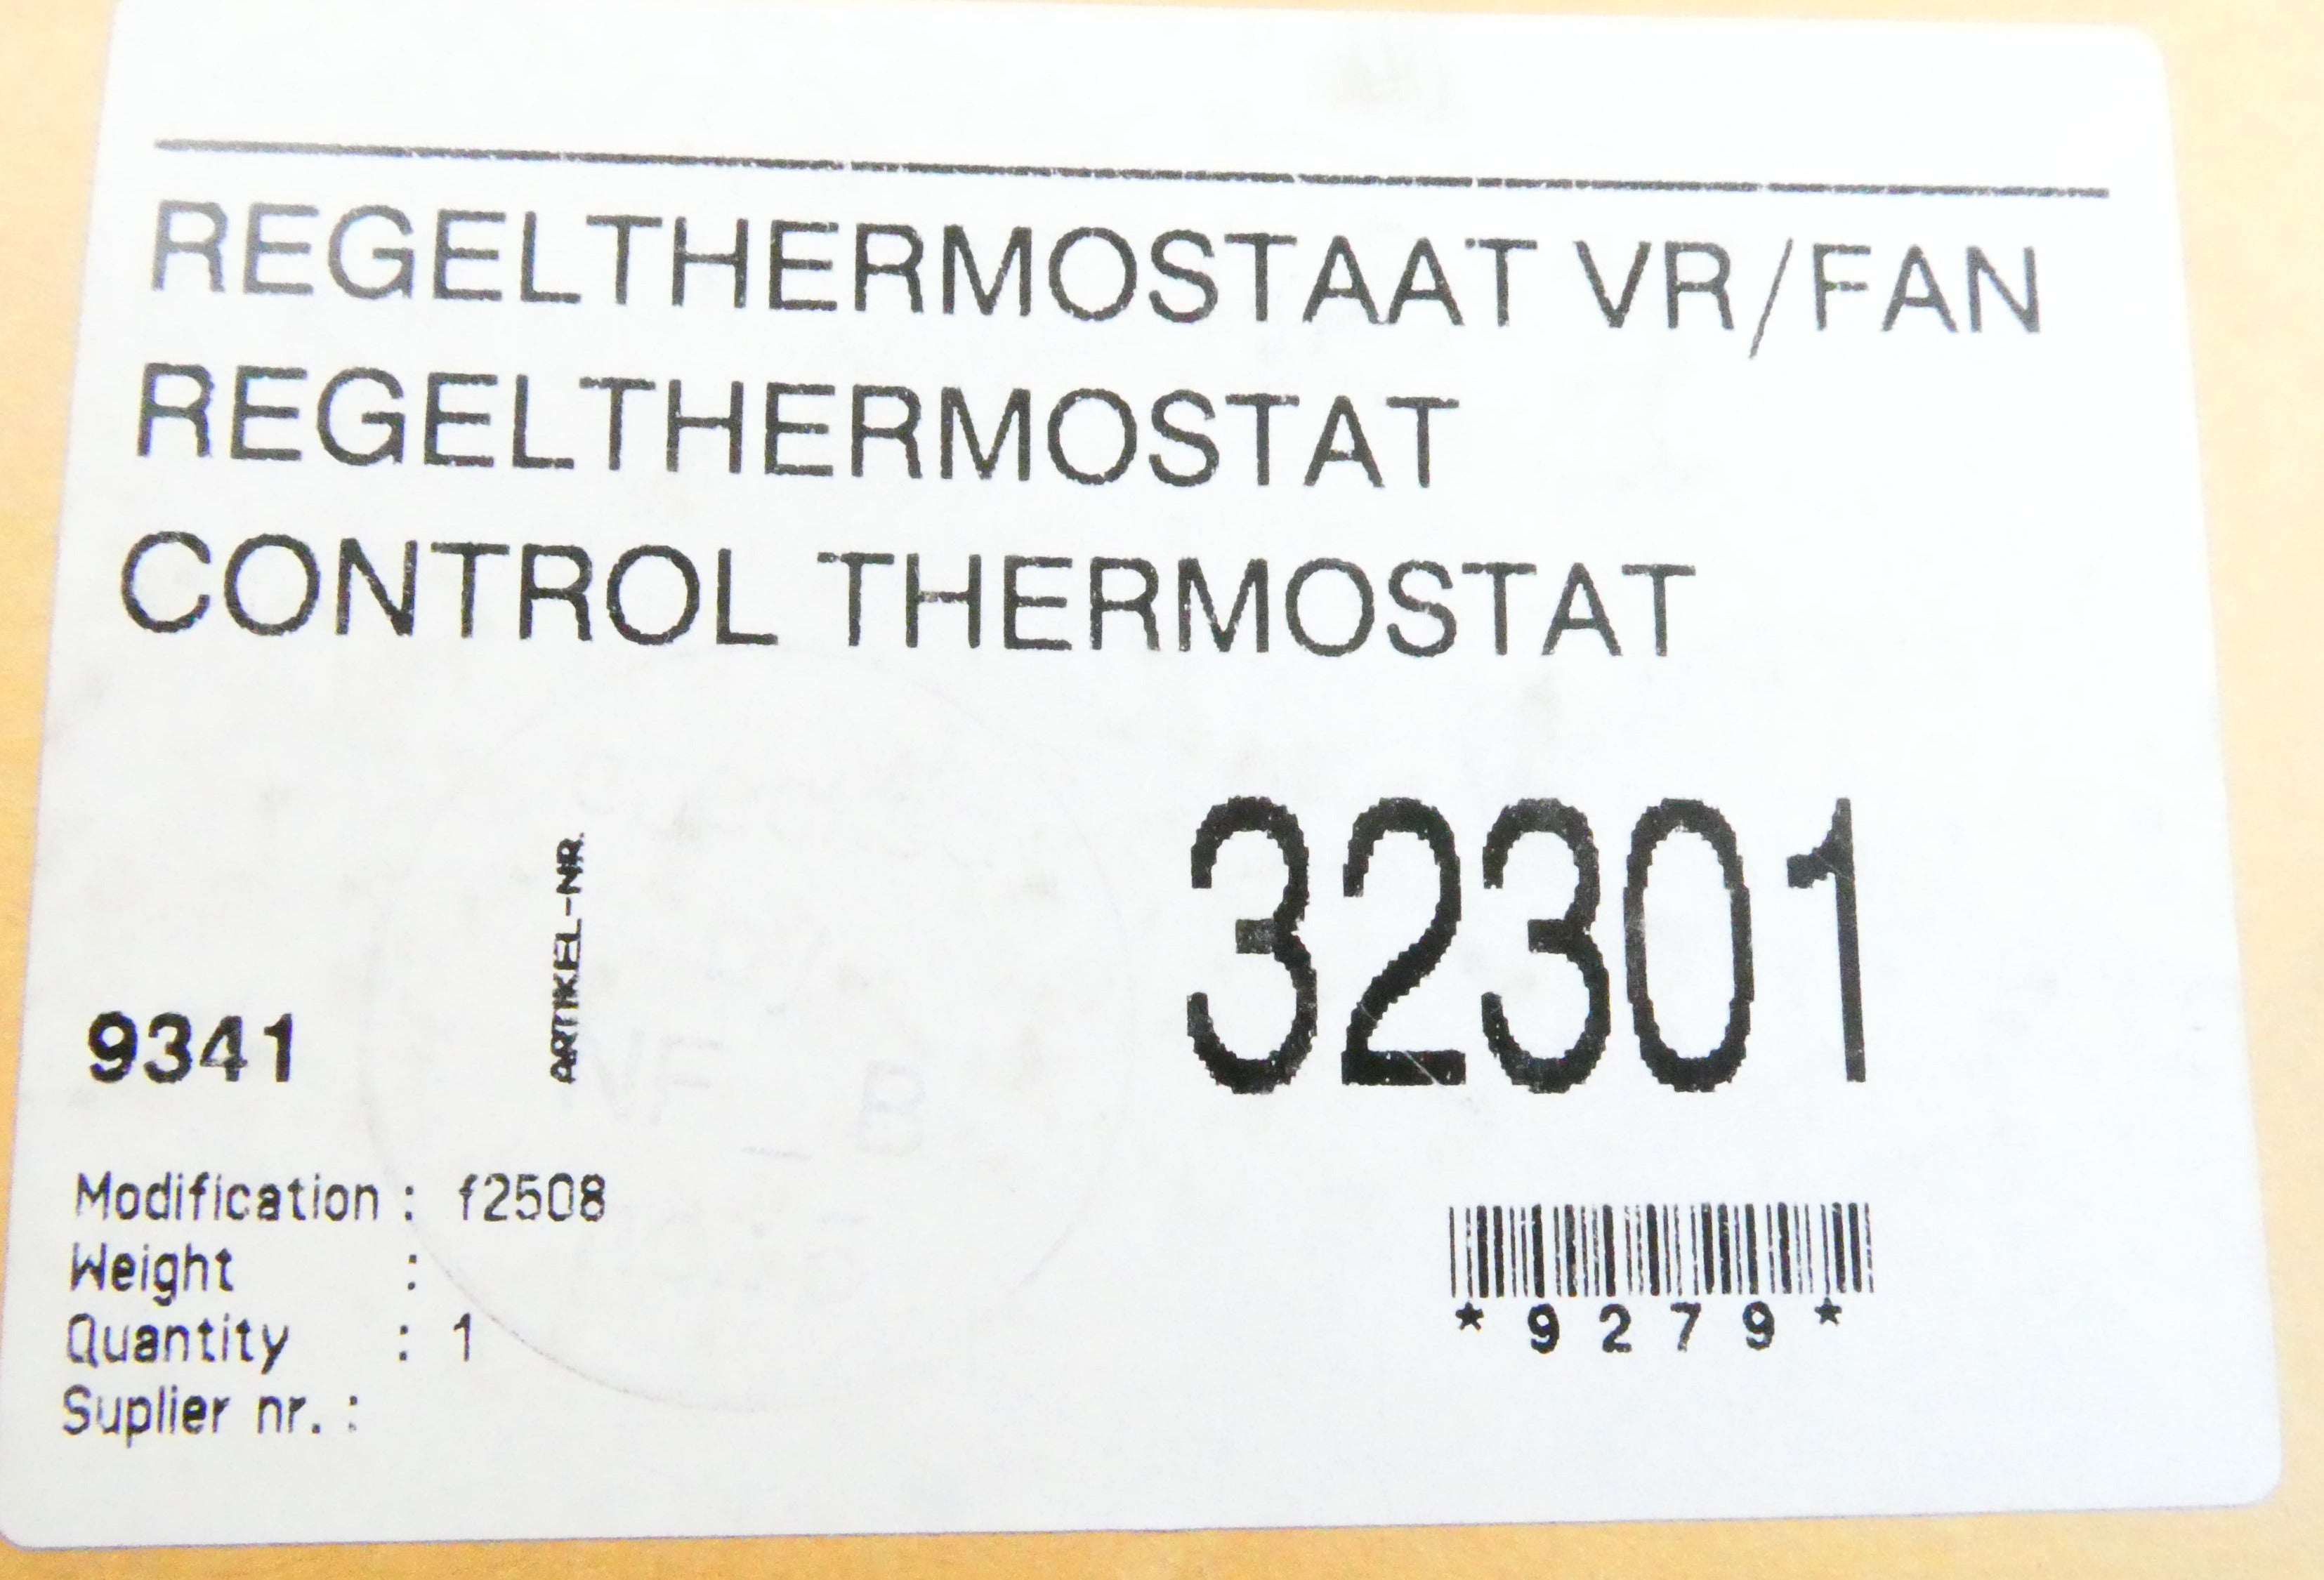 REGELTHERMOSTAAT VR/FAN
REGELTHERMOSTAT
CONTROL THERMOSTAT
ARTIKEL-NR.
32301
9341
Modification : f2508
Weight :
Quantity : 1
Suplier nr. :
*9279*